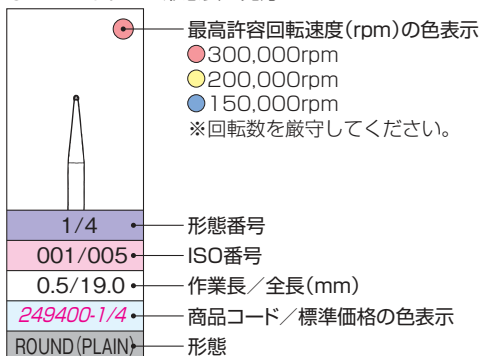 最高許容回転速度(rpm)の色表示
300,000rpm
200,000rpm
150,000rpm
※回転数を厳守してください。
1/4 形態番号
001/005 ISO番号
0.5/19.0 作業長／全長(mm)
249400-1/4 商品コード／標準価格の色表示
ROUND(PLAIN) 形態